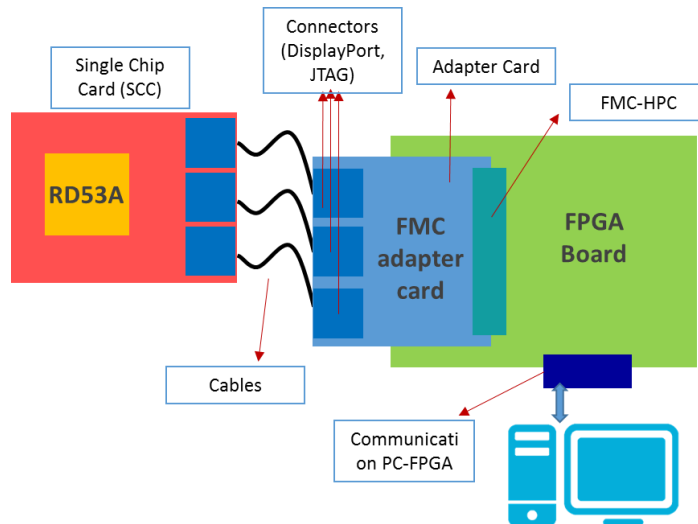 Connectors
(DisplayPort,
JTAG)
Single Chip
Card (SCC)
Adapter Card
FMC-HPC
RD53A
FMC
adapter
card
FPGA
Board
Cables
Communicati
on PC-FPGA